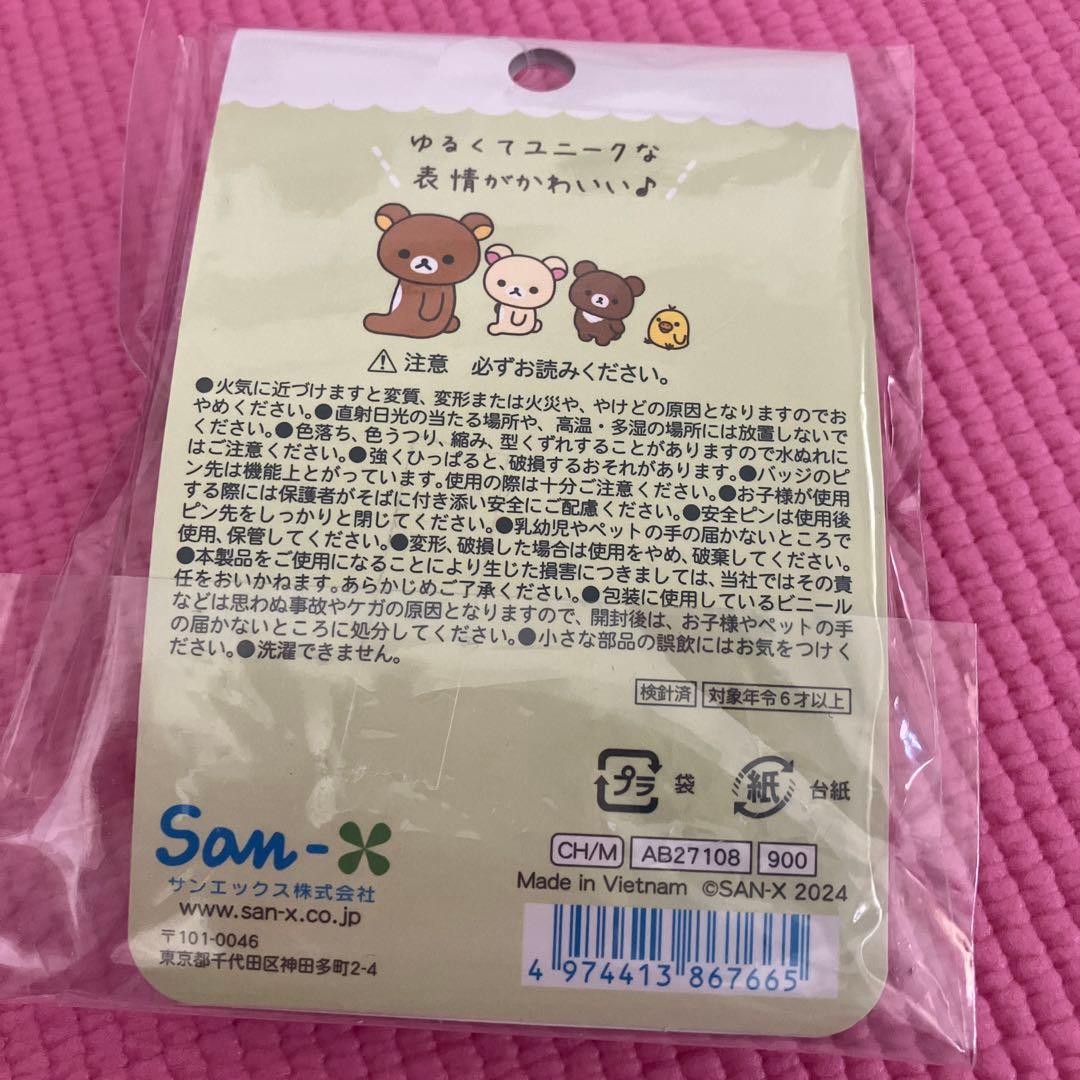 ゆるくてユニークな
表情がかわいい♪
⚠ 注意 必ずお読みください。
●火気に近づけますと変質、変形または火災や、やけどの原因となりますのでお
やめください。●直射日光の当たる場所や、高温・多湿の場所には放置しないで
ください。●色落ち、色うつり、縮み、型くずれすることがありますので水ぬれに
はご注意ください。●強くひっぱると、破損するおそれがあります。●バッジのピ
ン先は機能上とがっています。使用の際は十分ご注意ください。●お子様が使用
する際には保護者がそばに付き添い安全にご配慮ください。●安全ピンは使用後
ピン先をしっかりと閉じてください。●乳幼児やペットの手の届かないところで
使用、保管してください。●変形、破損した場合は使用をやめ、破棄してください。
●本製品をご使用になることにより生じた損害につきましては、当社ではその責
任をおいかねます。あらかじめご了承ください。●包装に使用しているビニール
などは思わぬ事故やケガの原因となりますので、開封後は、お子様やペットの手
の届かないところに処分してください。●小さな部品の誤飲にはお気をつけく
ださい。●洗濯できません。
検針済 対象年令6才以上
プラ 袋 紙 台紙
San-X
サンエックス株式会社
www.san-x.co.jp
〒101-0046
東京都千代田区神田多町2-4
CH/M AB27108 900
Made in Vietnam ©SAN-X 2024
4 974413 867665